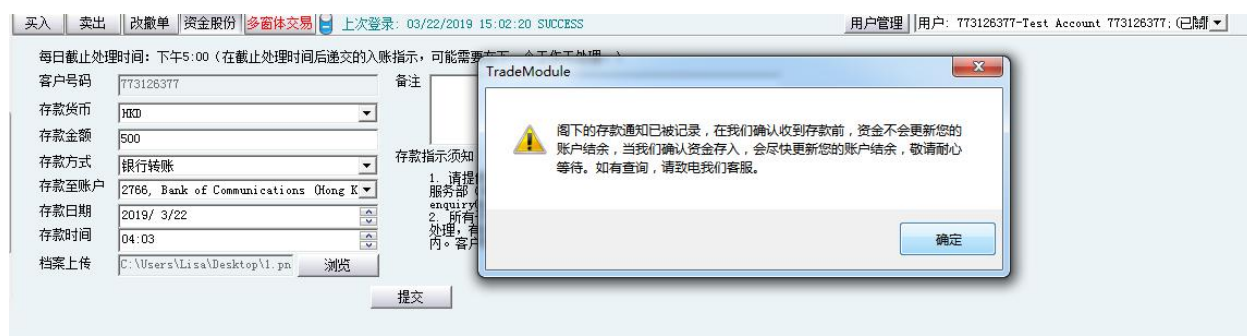 买入 卖出 改撤单 资金股份 多窗体交易 上次登录: 03/22/2019 15:02:20 SUCCESS 用户管理 用户: 773126377-Test Account 773126377;
每日截止处理时间: 下午5:00 (在截止处理时间后递交的入账指示, 可能需要
客户号码 773126377 备注
存款货币 HKD
存款金额 500
存款方式 银行转账
存款至账户 2766, Bank of Communications (Hong K
存款日期 2019/ 3/22
存款时间 04:03
档案上传 C:\Users\Lisa\Desktop\1.pn 浏览
提交
存款指示须知
1. 请提
服务部
enquiry
2. 所有
处理, 有
内。客户
TradeModule
阁下的存款通知已被记录，在我们确认收到存款前，资金不会更新您的
账户结余，当我们确认资金存入，会尽快更新您的账户结余，敬请耐心
等待。如有查询，请致电我们客服。
确定